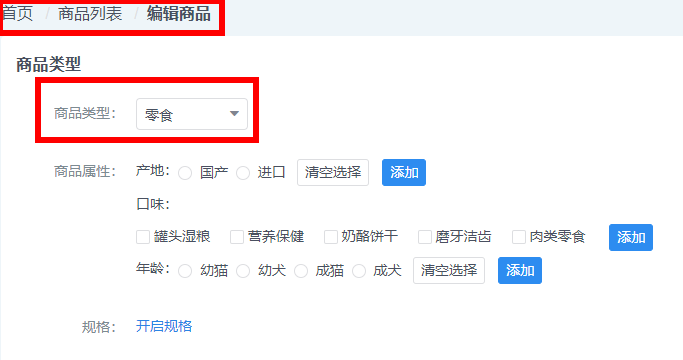 首页 / 商品列表 / 编辑商品
商品类型
商品类型: 零食
商品属性: 产地: 国产 进口 清空选择 添加
口味:
罐头湿粮 营养保健 奶酪饼干 磨牙洁齿 肉类零食 添加
年龄: 幼猫 幼犬 成猫 成犬 清空选择 添加
规格: 开启规格